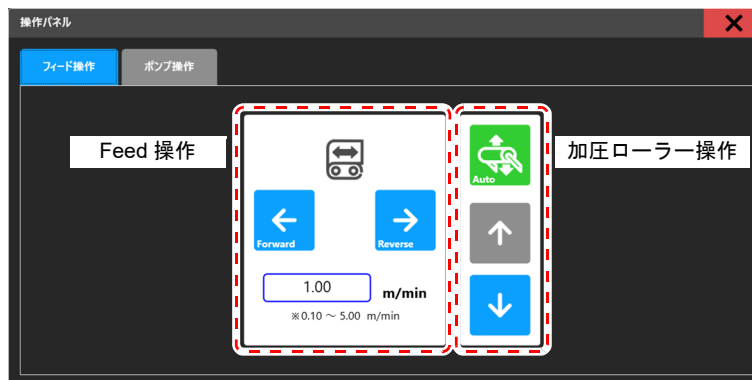 操作パネル
フィード操作
ポンプ操作
Feed 操作
加圧ローラー操作
Auto
Forward
Reverse
1.00
m/min
※0.10 ~ 5.00 m/min